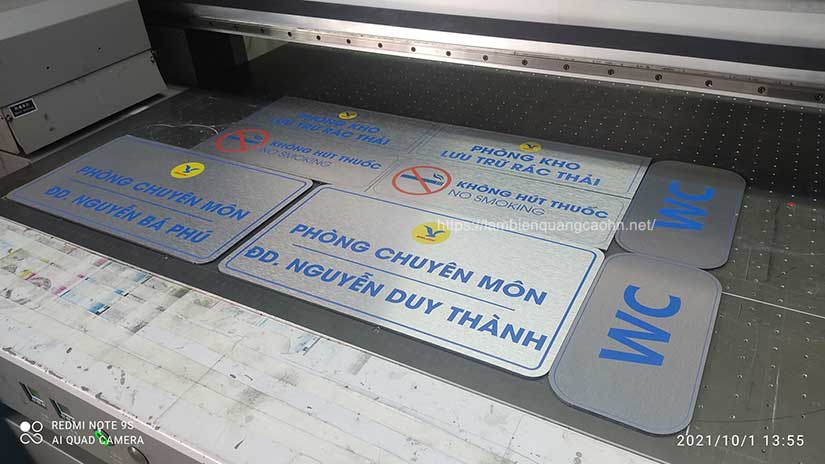 PHÒNG KHO
LƯU TRỮ RÁC THẢI
KHÔNG HÚT THUỐC
NO SMOKING
PHÒNG KHO
LƯU TRỮ RÁC THẢI
KHÔNG HÚT THUỐC
NO SMOKING
PHÒNG CHUYÊN MÔN
ĐD. NGUYỄN BÁ PHÚ
PHÒNG CHUYÊN MÔN
ĐD. NGUYỄN DUY THÀNH
WC
WC
https://lambienquangcaohn.net/
REDMI NOTE 9S
AI QUAD CAMERA
2021/10/1 13:55